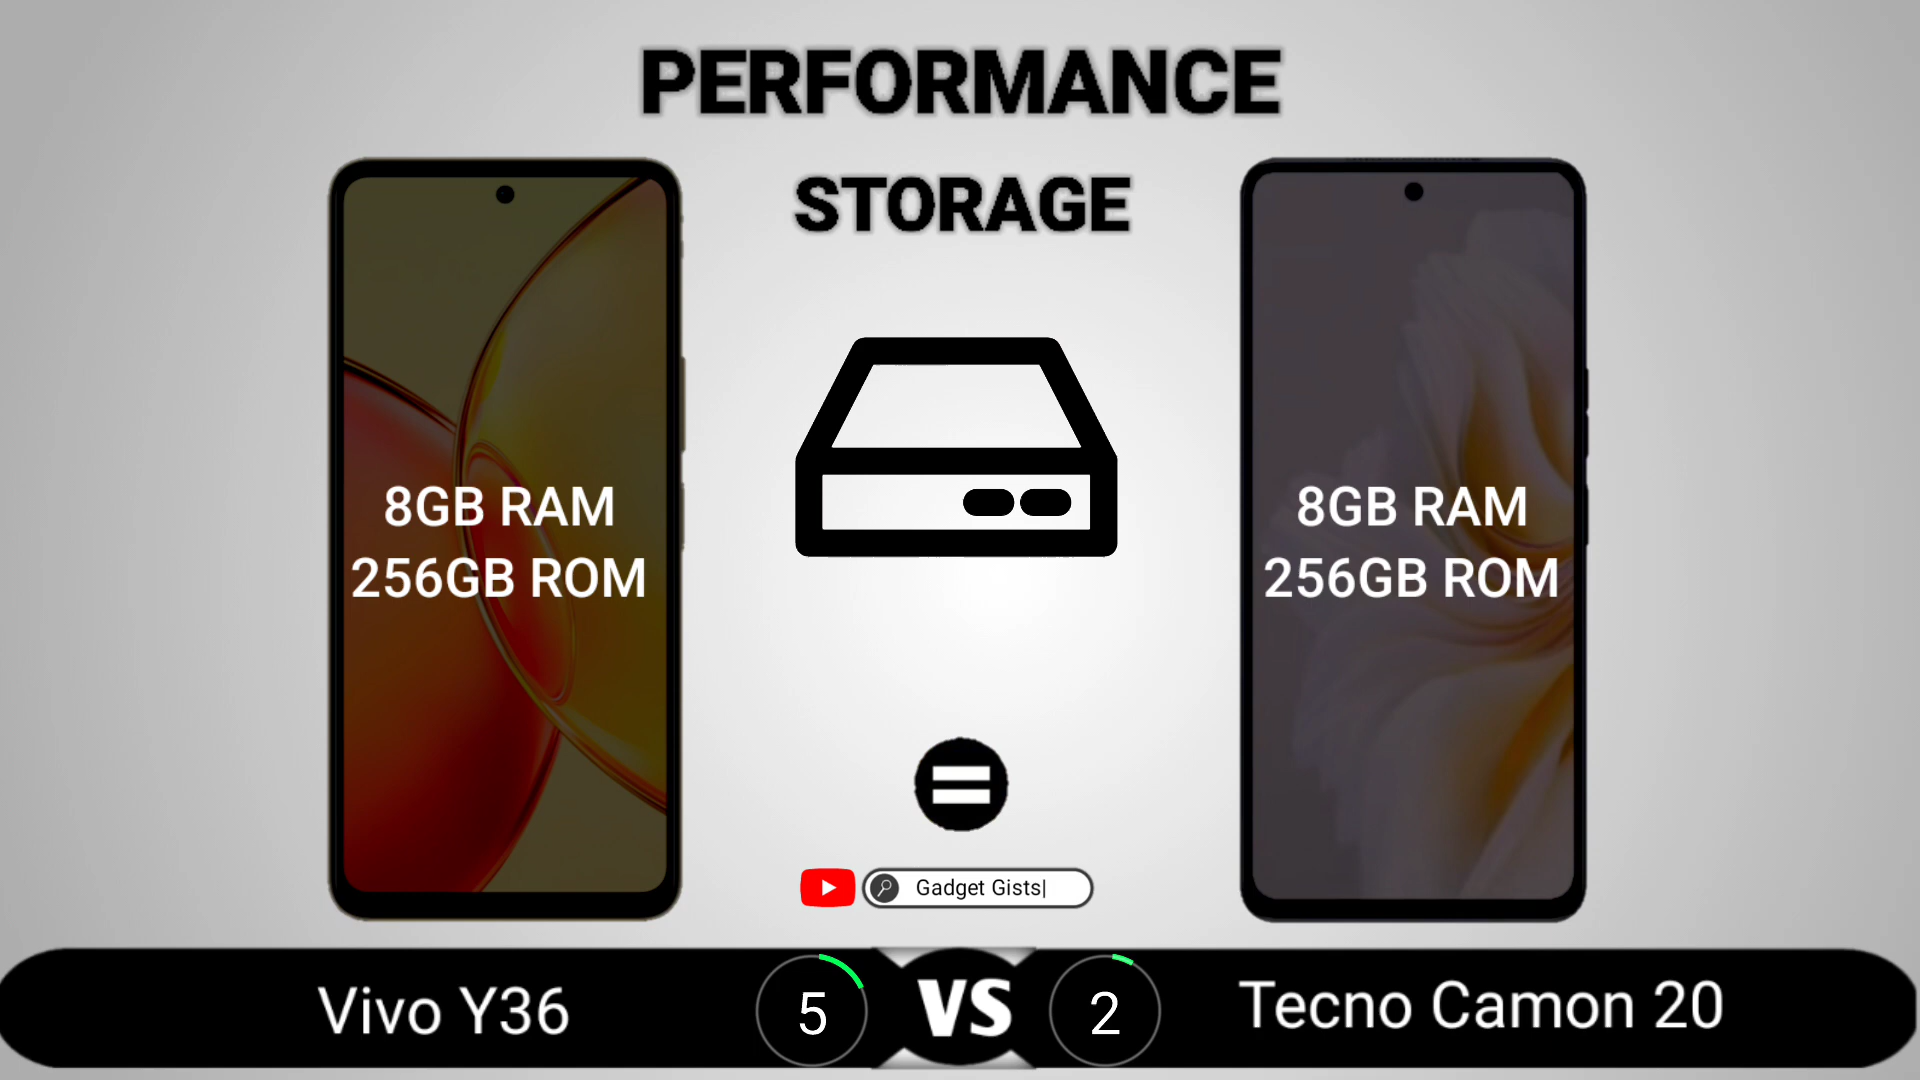 PERFORMANCE
STORAGE
8GB RAM
256GB ROM
8GB RAM
256GB ROM
Gadget Gists|
Vivo Y36
5
VS
2
Tecno Camon 20